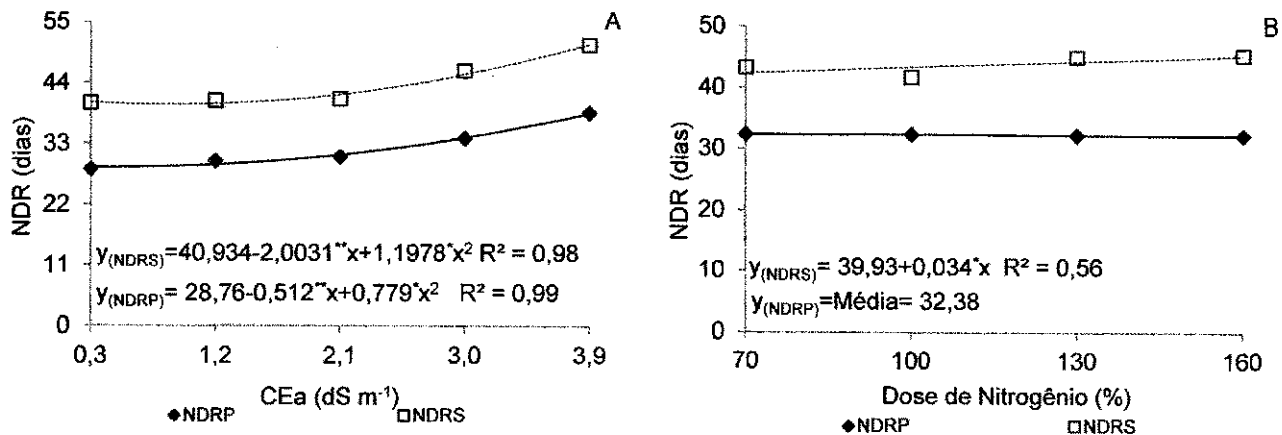 A
NDR (dias)
55
44
33
22
11
0
y(NDRS)=40,934-2,0031**x+1,1978*x² R² = 0,98
y(NDRP)= 28,76-0,512**x+0,779*x² R² = 0,99
0,3 1,2 2,1 3,0 3,9
CEa (dS m⁻¹)
NDRP NDRS
B
NDR (dias)
50
40
30
20
10
0
y(NDRS)= 39,93+0,034*x R² = 0,56
y(NDRP)=Média= 32,38
70 100 130 160
Dose de Nitrogênio (%)
NDRP NDRS